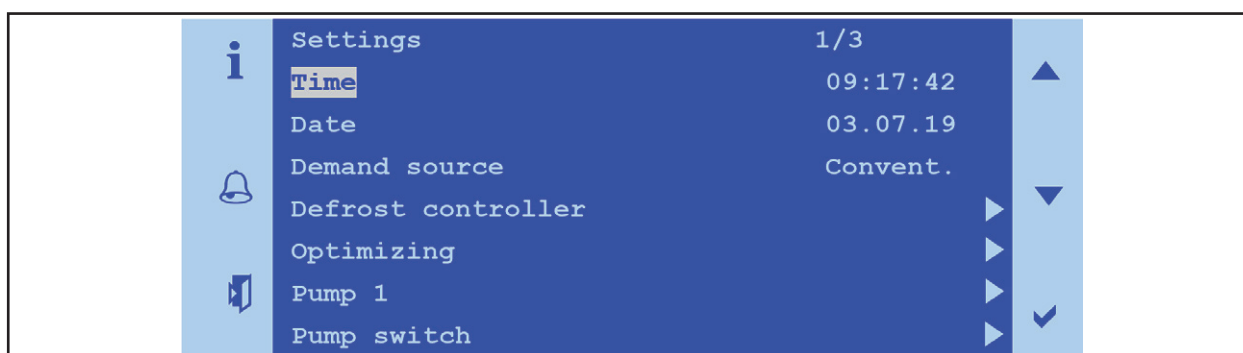 Settings 1/3
Time 09:17:42
Date 03.07.19
Demand source Convent.
Defrost controller
Optimizing
Pump 1
Pump switch